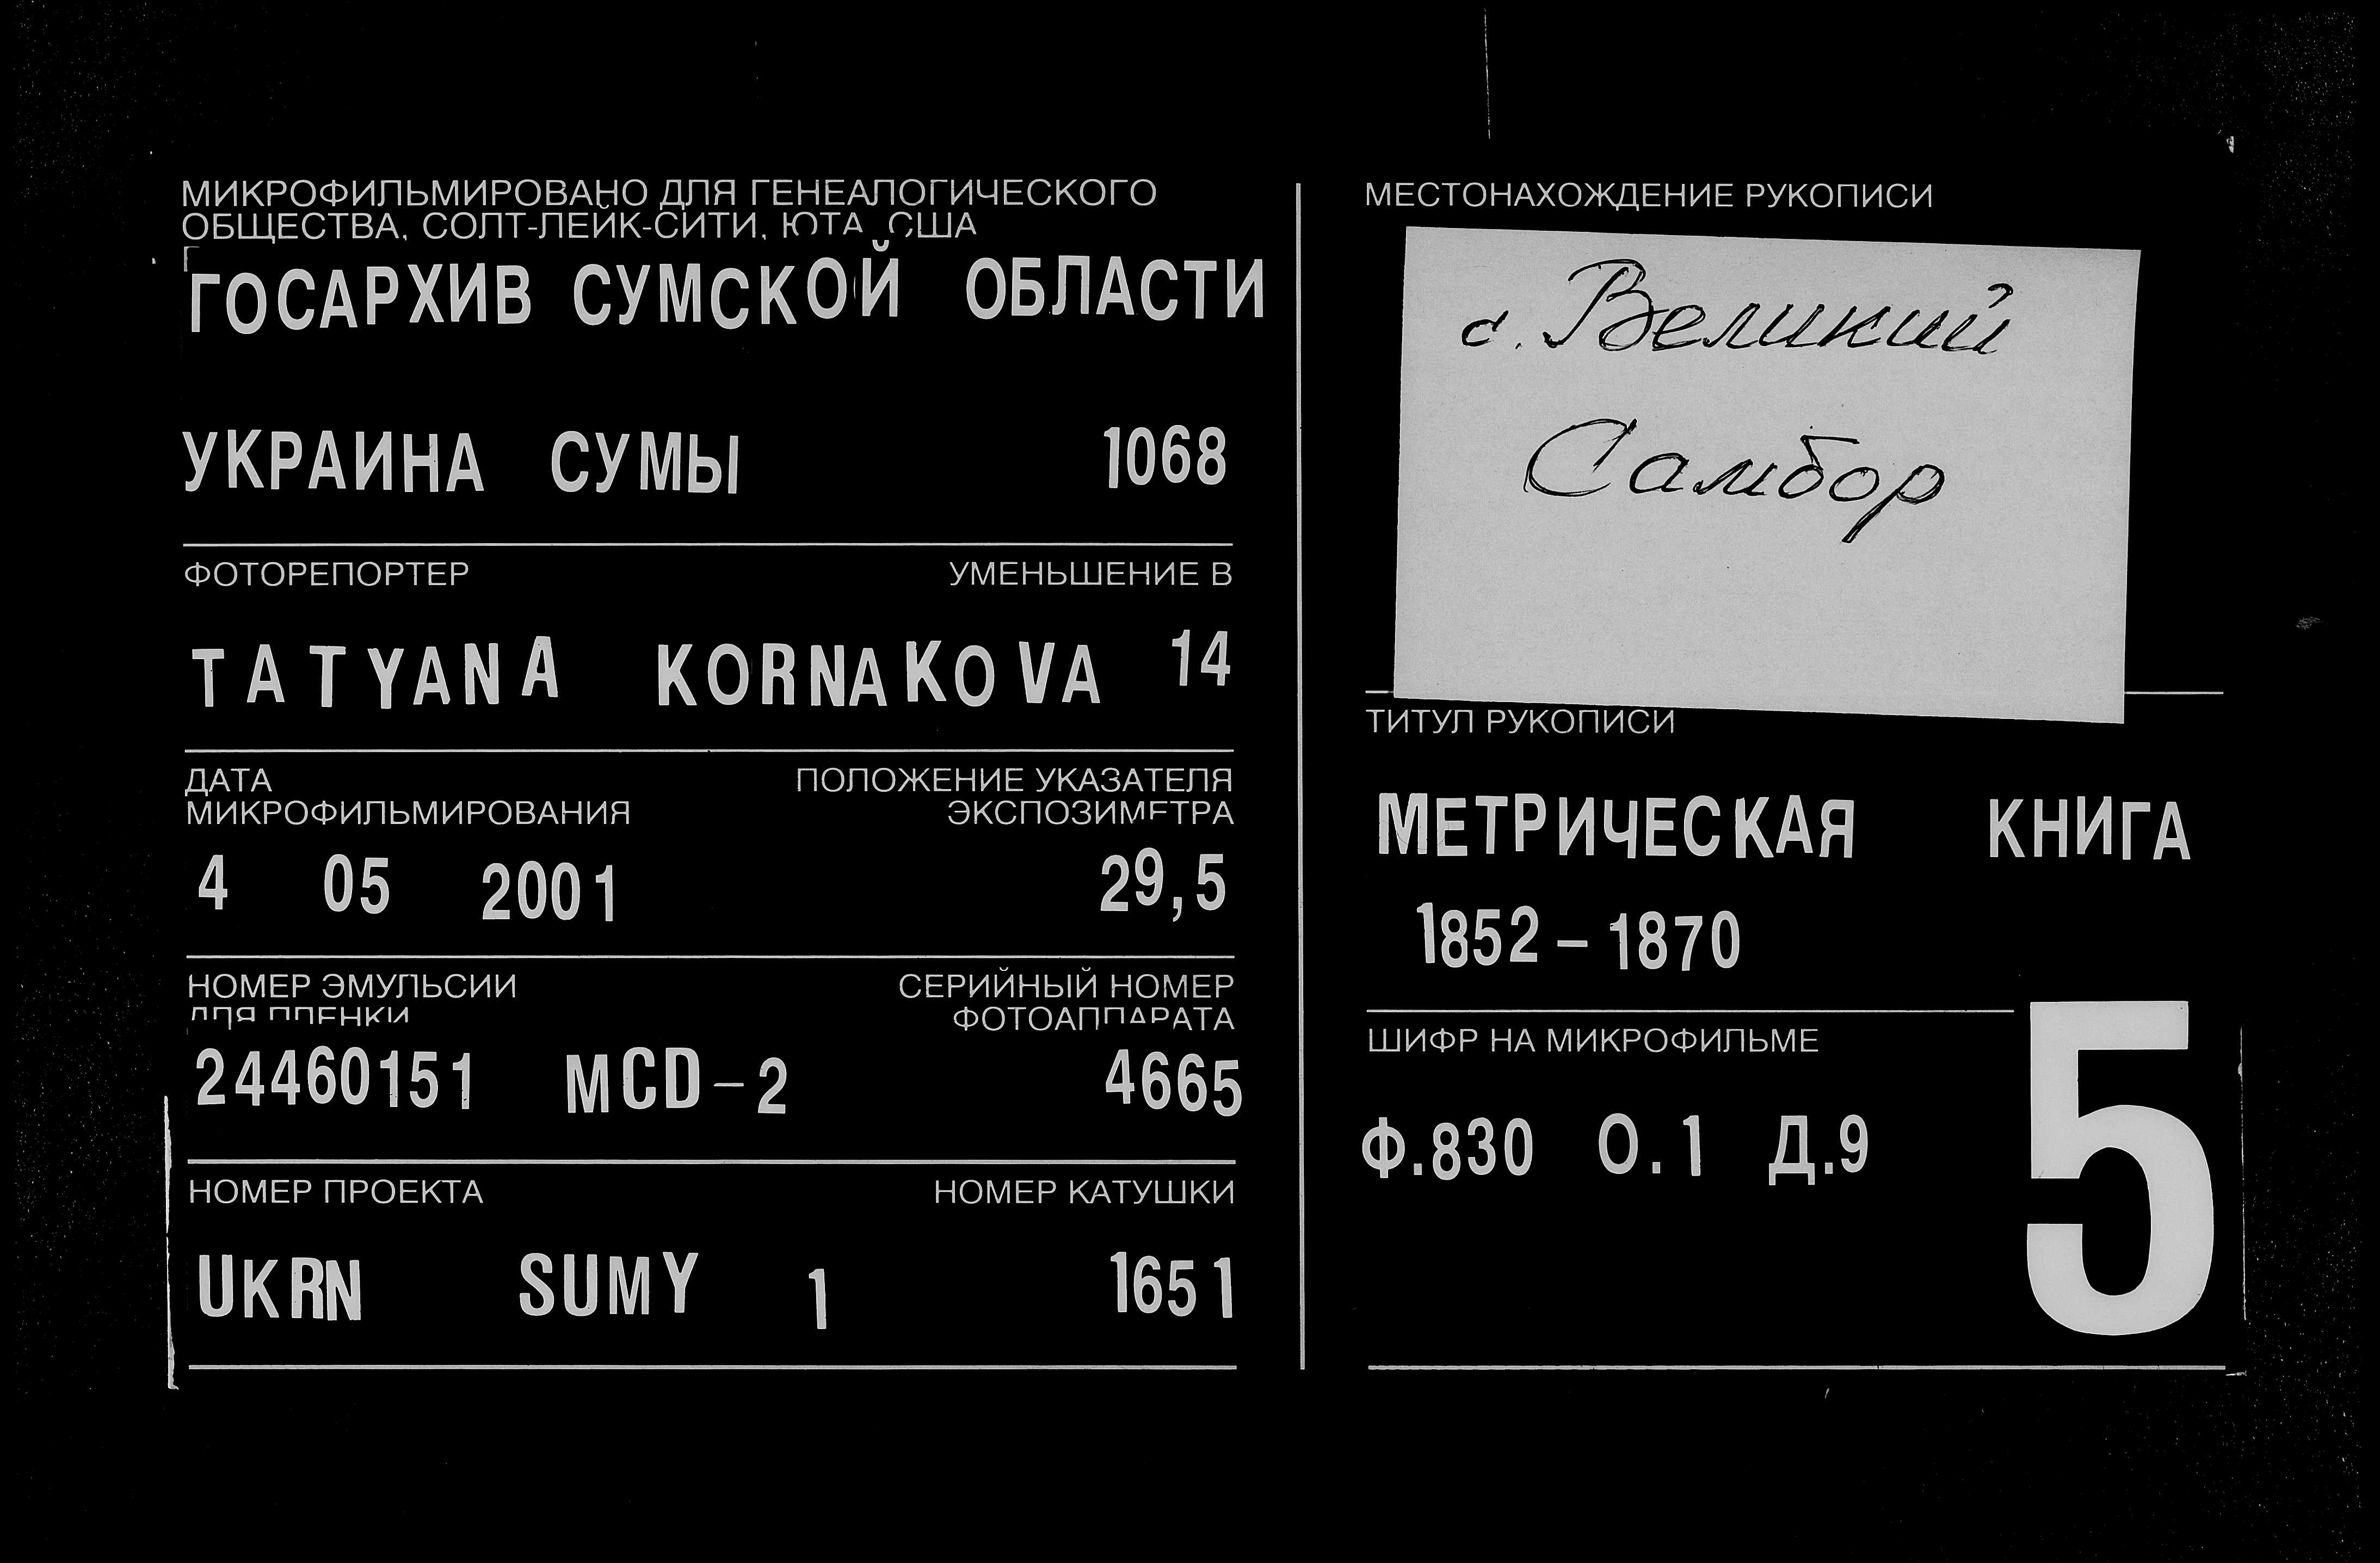 МИКРОФИЛЬМИРОВАНО ДЛЯ ГЕНЕАЛОГИЧЕСКОГО
ОБЩЕСТВА, СОЛТ-ЛЕЙК-СИТИ, ЮТА, США
ГОСАРХИВ СУМСКОЙ ОБЛАСТИ
УКРАИНА СУМЫ 1068
ФОТОРЕПОРТЕР УМЕНЬШЕНИЕ В
TATYANA KORNAKOVA 14
ДАТА ПОЛОЖЕНИЕ УКАЗАТЕЛЯ
МИКРОФИЛЬМИРОВАНИЯ ЭКСПОЗИМЕТРА
4 05 2001 29,5
НОМЕР ЭМУЛЬСИИ СЕРИЙНЫЙ НОМЕР
ДЛЯ ПЛЕНКИ ФОТОАППАРАТА
24460151 MCD-2 4665
НОМЕР ПРОЕКТА НОМЕР КАТУШКИ
UKRN SUMY 1 1651
МЕСТОНАХОЖДЕНИЕ РУКОПИСИ
с. Великий
Самбор
ТИТУЛ РУКОПИСИ
МЕТРИЧЕСКАЯ КНИГА
1852-1870
ШИФР НА МИКРОФИЛЬМЕ
Ф.830 О.1 Д.9
5